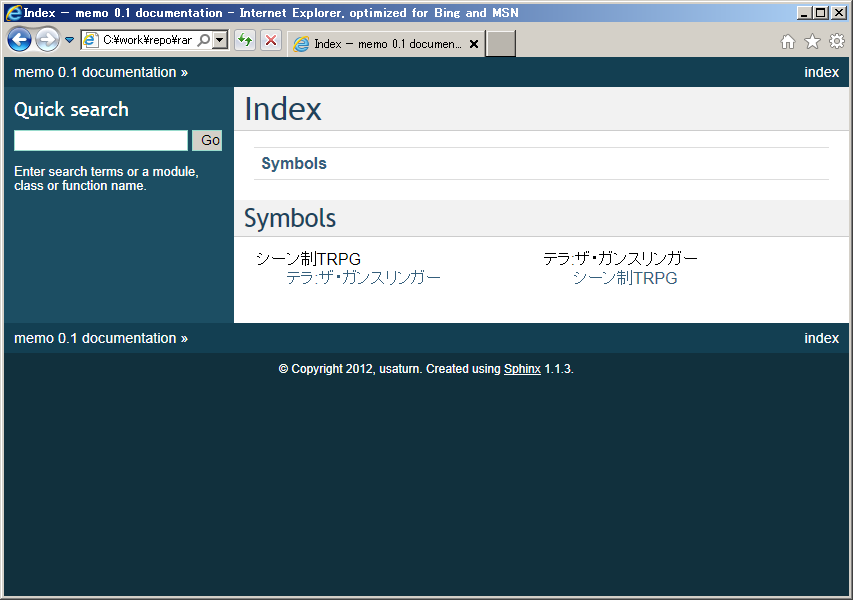 Index — memo 0.1 documentation - Internet Explorer, optimized for Bing and MSN
C:¥work¥repo¥rar
Index — memo 0.1 documen...
memo 0.1 documentation »
index
Quick search
Go
Enter search terms or a module,
class or function name.
Index
Symbols
Symbols
シーン制TRPG
テラ:ザ・ガンスリンガー
テラ:ザ・ガンスリンガー
シーン制TRPG
memo 0.1 documentation »
index
© Copyright 2012, usaturn. Created using Sphinx 1.1.3.